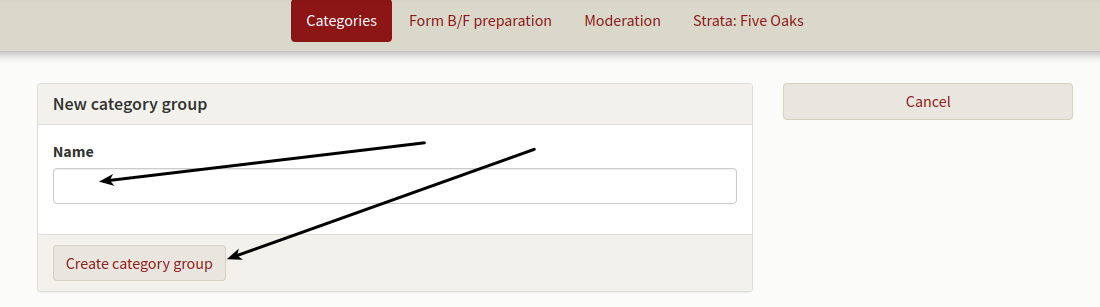 Categories Form B/F preparation Moderation Strata: Five Oaks
New category group
Cancel
Name
Create category group